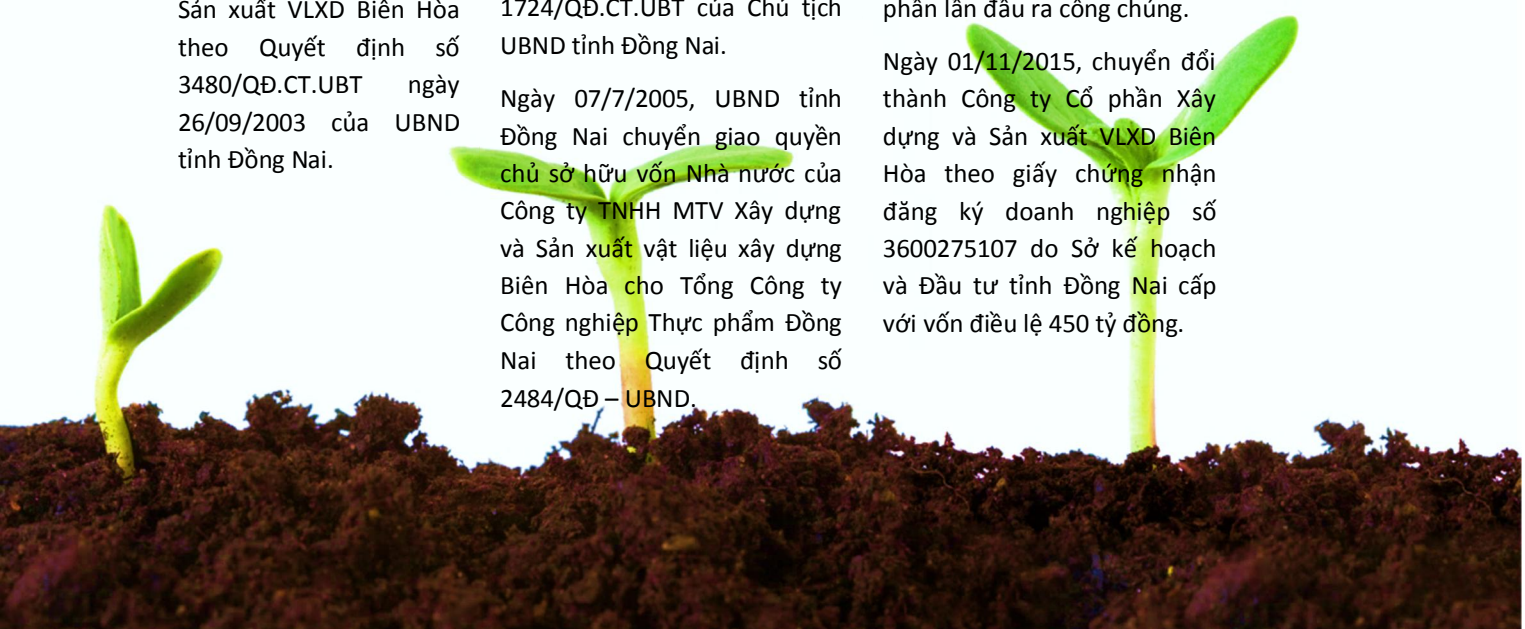 Sản xuất VLXD Biên Hòa
theo Quyết định số
3480/QĐ.CT.UBT ngày
26/09/2003 của UBND
tỉnh Đồng Nai.
1724/QĐ.CT.UBT của Chủ tịch
UBND tỉnh Đồng Nai.
Ngày 07/7/2005, UBND tỉnh
Đồng Nai chuyển giao quyền
chủ sở hữu vốn Nhà nước của
Công ty TNHH MTV Xây dựng
và Sản xuất vật liệu xây dựng
Biên Hòa cho Tổng Công ty
Công nghiệp Thực phẩm Đồng
Nai theo Quyết định số
2484/QĐ – UBND.
phần lần đầu ra công chúng.
Ngày 01/11/2015, chuyển đổi
thành Công ty Cổ phần Xây
dựng và Sản xuất VLXD Biên
Hòa theo giấy chứng nhận
đăng ký doanh nghiệp số
3600275107 do Sở kế hoạch
và Đầu tư tỉnh Đồng Nai cấp
với vốn điều lệ 450 tỷ đồng.